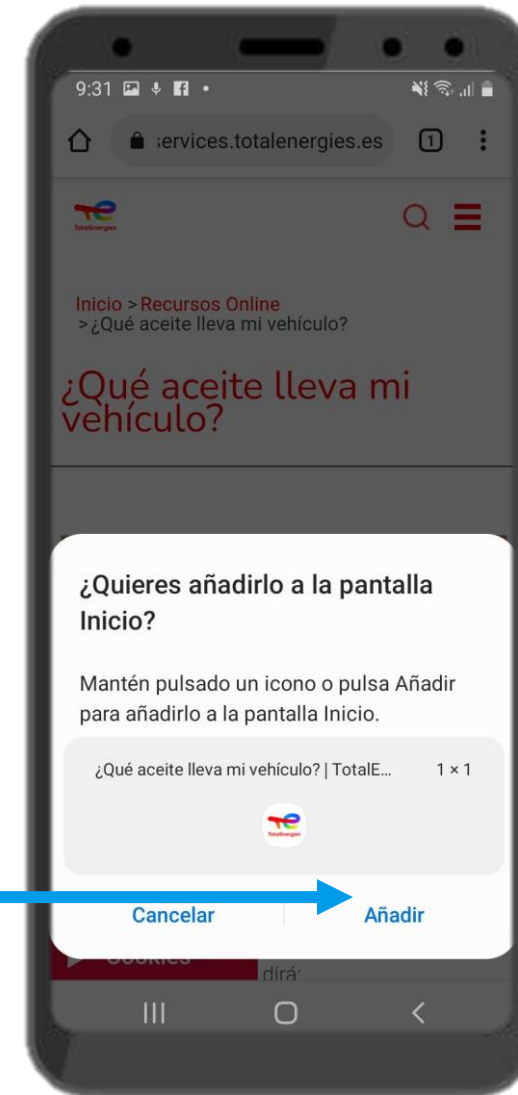 9:31
services.totalenergies.es
1
TotalEnergies
Inicio > Recursos Online
> ¿Qué aceite lleva mi vehículo?
¿Qué aceite lleva mi
vehículo?
¿Quieres añadirlo a la pantalla
Inicio?
Mantén pulsado un icono o pulsa Añadir
para añadirlo a la pantalla Inicio.
¿Qué aceite lleva mi vehículo? | TotalE... 1 × 1
TotalEnergies
Cancelar Añadir
Cookies
dirá: